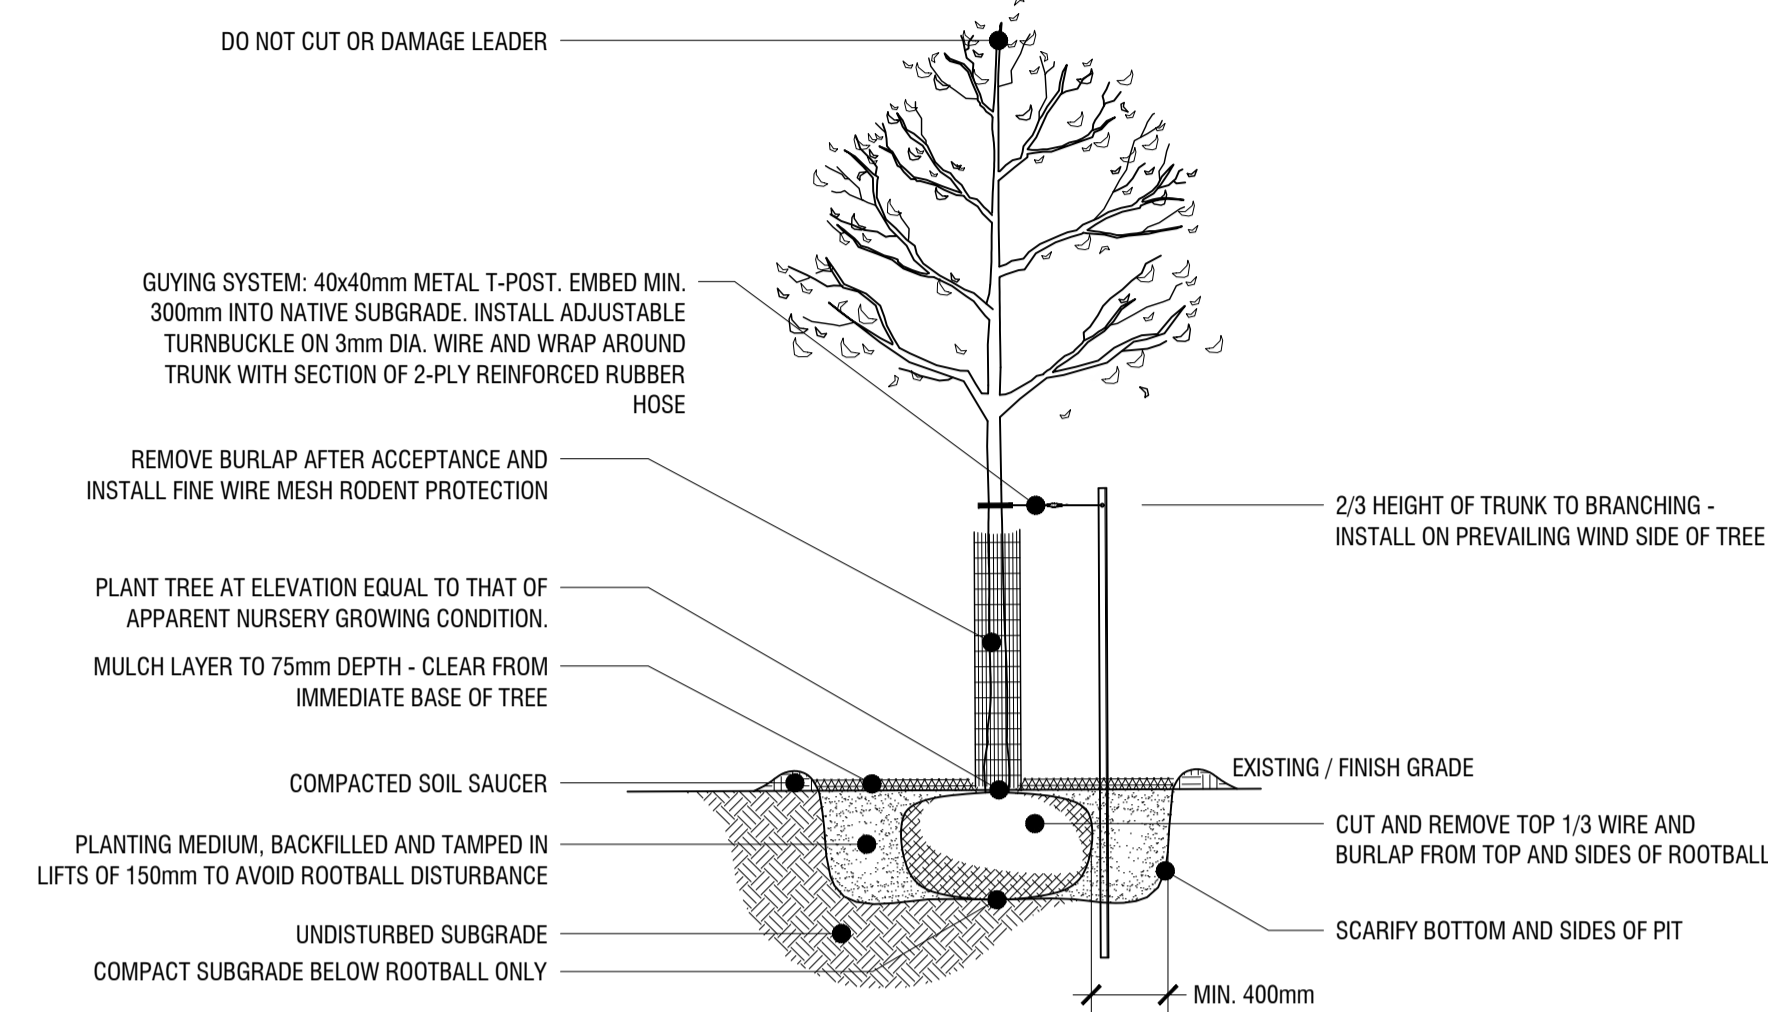 DO NOT CUT OR DAMAGE LEADER
GUYING SYSTEM: 40x40mm METAL T-POST. EMBED MIN.
300mm INTO NATIVE SUBGRADE. INSTALL ADJUSTABLE
TURNBUCKLE ON 3mm DIA. WIRE AND WRAP AROUND
TRUNK WITH SECTION OF 2-PLY REINFORCED RUBBER
HOSE
REMOVE BURLAP AFTER ACCEPTANCE AND
INSTALL FINE WIRE MESH RODENT PROTECTION
PLANT TREE AT ELEVATION EQUAL TO THAT OF
APPARENT NURSERY GROWING CONDITION.
MULCH LAYER TO 75mm DEPTH - CLEAR FROM
IMMEDIATE BASE OF TREE
COMPACTED SOIL SAUCER
PLANTING MEDIUM, BACKFILLED AND TAMPED IN
LIFTS OF 150mm TO AVOID ROOTBALL DISTURBANCE
UNDISTURBED SUBGRADE
COMPACT SUBGRADE BELOW ROOTBALL ONLY
2/3 HEIGHT OF TRUNK TO BRANCHING -
INSTALL ON PREVAILING WIND SIDE OF TREE
EXISTING / FINISH GRADE
CUT AND REMOVE TOP 1/3 WIRE AND
BURLAP FROM TOP AND SIDES OF ROOTBALL
SCARIFY BOTTOM AND SIDES OF PIT
MIN. 400mm